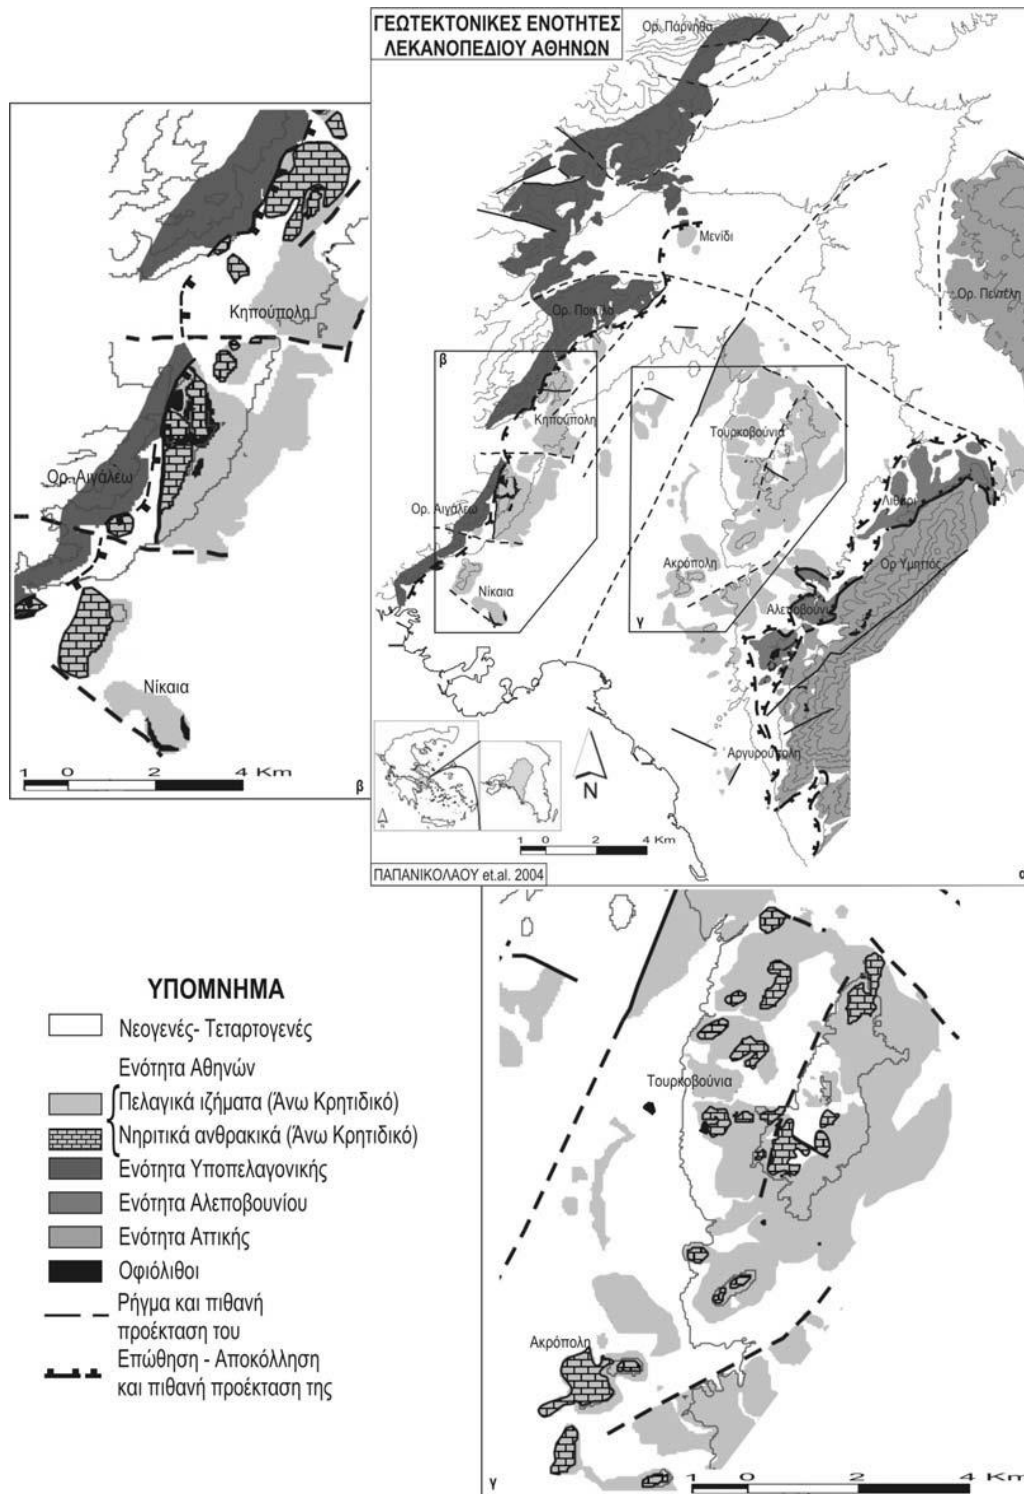 ΓΕΩΤΕΚΤΟΝΙΚΕΣ ΕΝΟΤΗΤΕΣ
ΛΕΚΑΝΟΠΕΔΙΟΥ ΑΘΗΝΩΝ
Ορ. Πάρνηθα
Μενίδι
Ορ. Πεντέλη
Ορ. Ποικίλο
β
Κηπούπολη
γ
Τουρκοβούνια
Ορ. Αιγάλεω
Ακρόπολη
Νίκαια
Λιθάρι
Ορ Υμηττός
Αλεποβούνι
Αργυρούπολη
N
1 0 2 4 Km
ΠΑΠΑΝΙΚΟΛΑΟΥ et.al. 2004
α
Κηπούπολη
Ορ. Αιγάλεω
Νίκαια
1 0 2 4 Km
β
ΥΠΟΜΝΗΜΑ
Νεογενές- Τεταρτογενές
Ενότητα Αθηνών
Πελαγικά ιζήματα (Άνω Κρητιδικό)
Νηριτικά ανθρακικά (Άνω Κρητιδικό)
Ενότητα Υποπελαγονικής
Ενότητα Αλεποβουνίου
Ενότητα Αττικής
Οφιόλιθοι
Ρήγμα και πιθανή
προέκταση του
Επώθηση - Αποκόλληση
και πιθανή προέκταση της
Τουρκοβούνια
Ακρόπολη
γ
1 0 2 4 Km